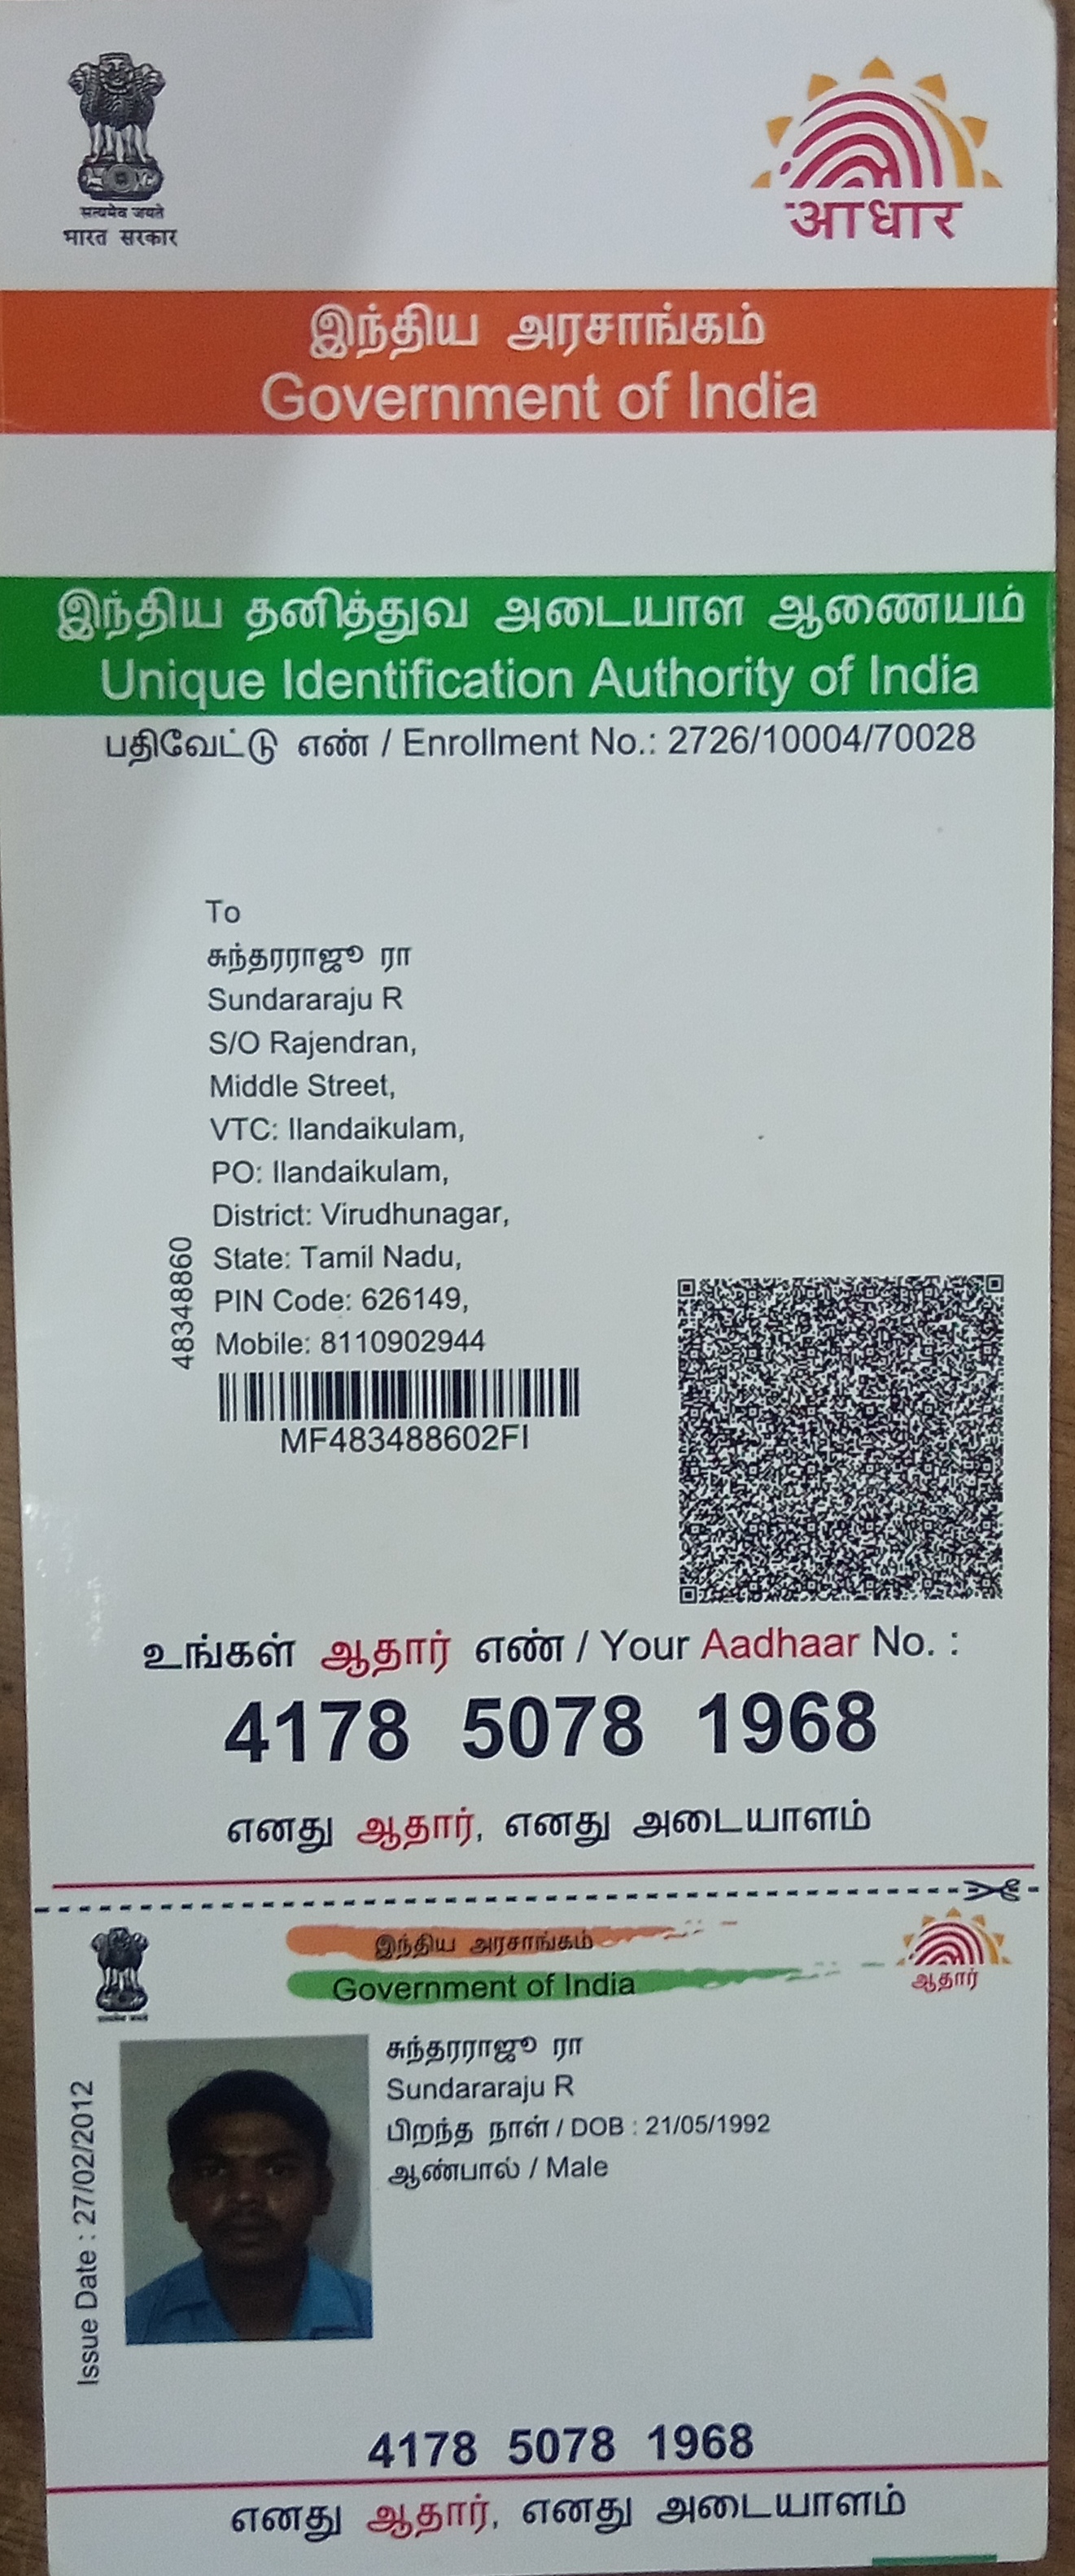 सत्यमेव जयते
भारत सरकार
आधार
இந்திய அரசாங்கம்
Government of India
இந்திய தனித்துவ அடையாள ஆணையம்
Unique Identification Authority of India
பதிவேட்டு எண் / Enrollment No.: 2726/10004/70028
To
சுந்தரராஜூ ரா
Sundararaju R
S/O Rajendran,
Middle Street,
VTC: Ilandaikulam,
PO: Ilandaikulam,
District: Virudhunagar,
State: Tamil Nadu,
PIN Code: 626149,
Mobile: 8110902944
48348860
MF483488602FI
உங்கள் ஆதார் எண் / Your Aadhaar No. :
4178 5078 1968
எனது ஆதார், எனது அடையாளம்
இந்திய அரசாங்கம்
Government of India
ஆதார்
சுந்தரராஜூ ரா
Sundararaju R
பிறந்த நாள் / DOB : 21/05/1992
ஆண்பால் / Male
Issue Date : 27/02/2012
4178 5078 1968
எனது ஆதார், எனது அடையாளம்